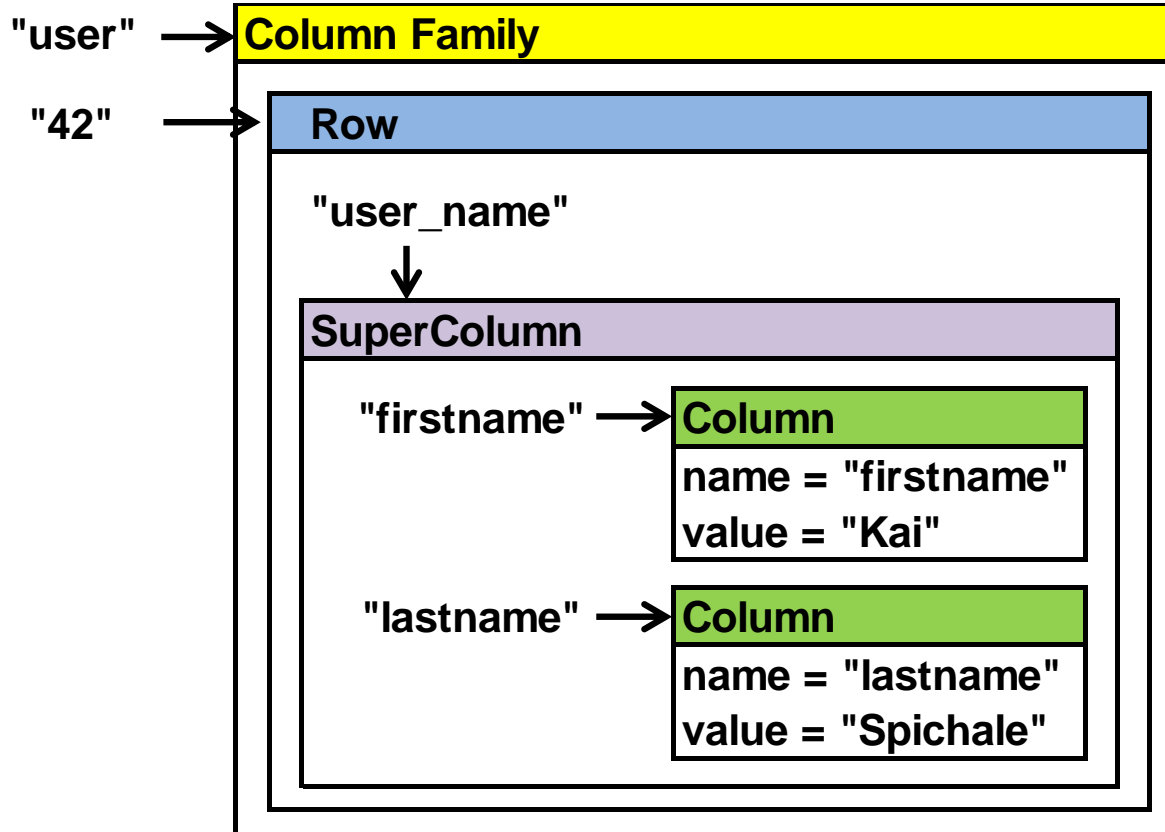 "user" Column Family
"42" Row
"user_name"
SuperColumn
"firstname" Column
name = "firstname"
value = "Kai"
"lastname" Column
name = "lastname"
value = "Spichale"